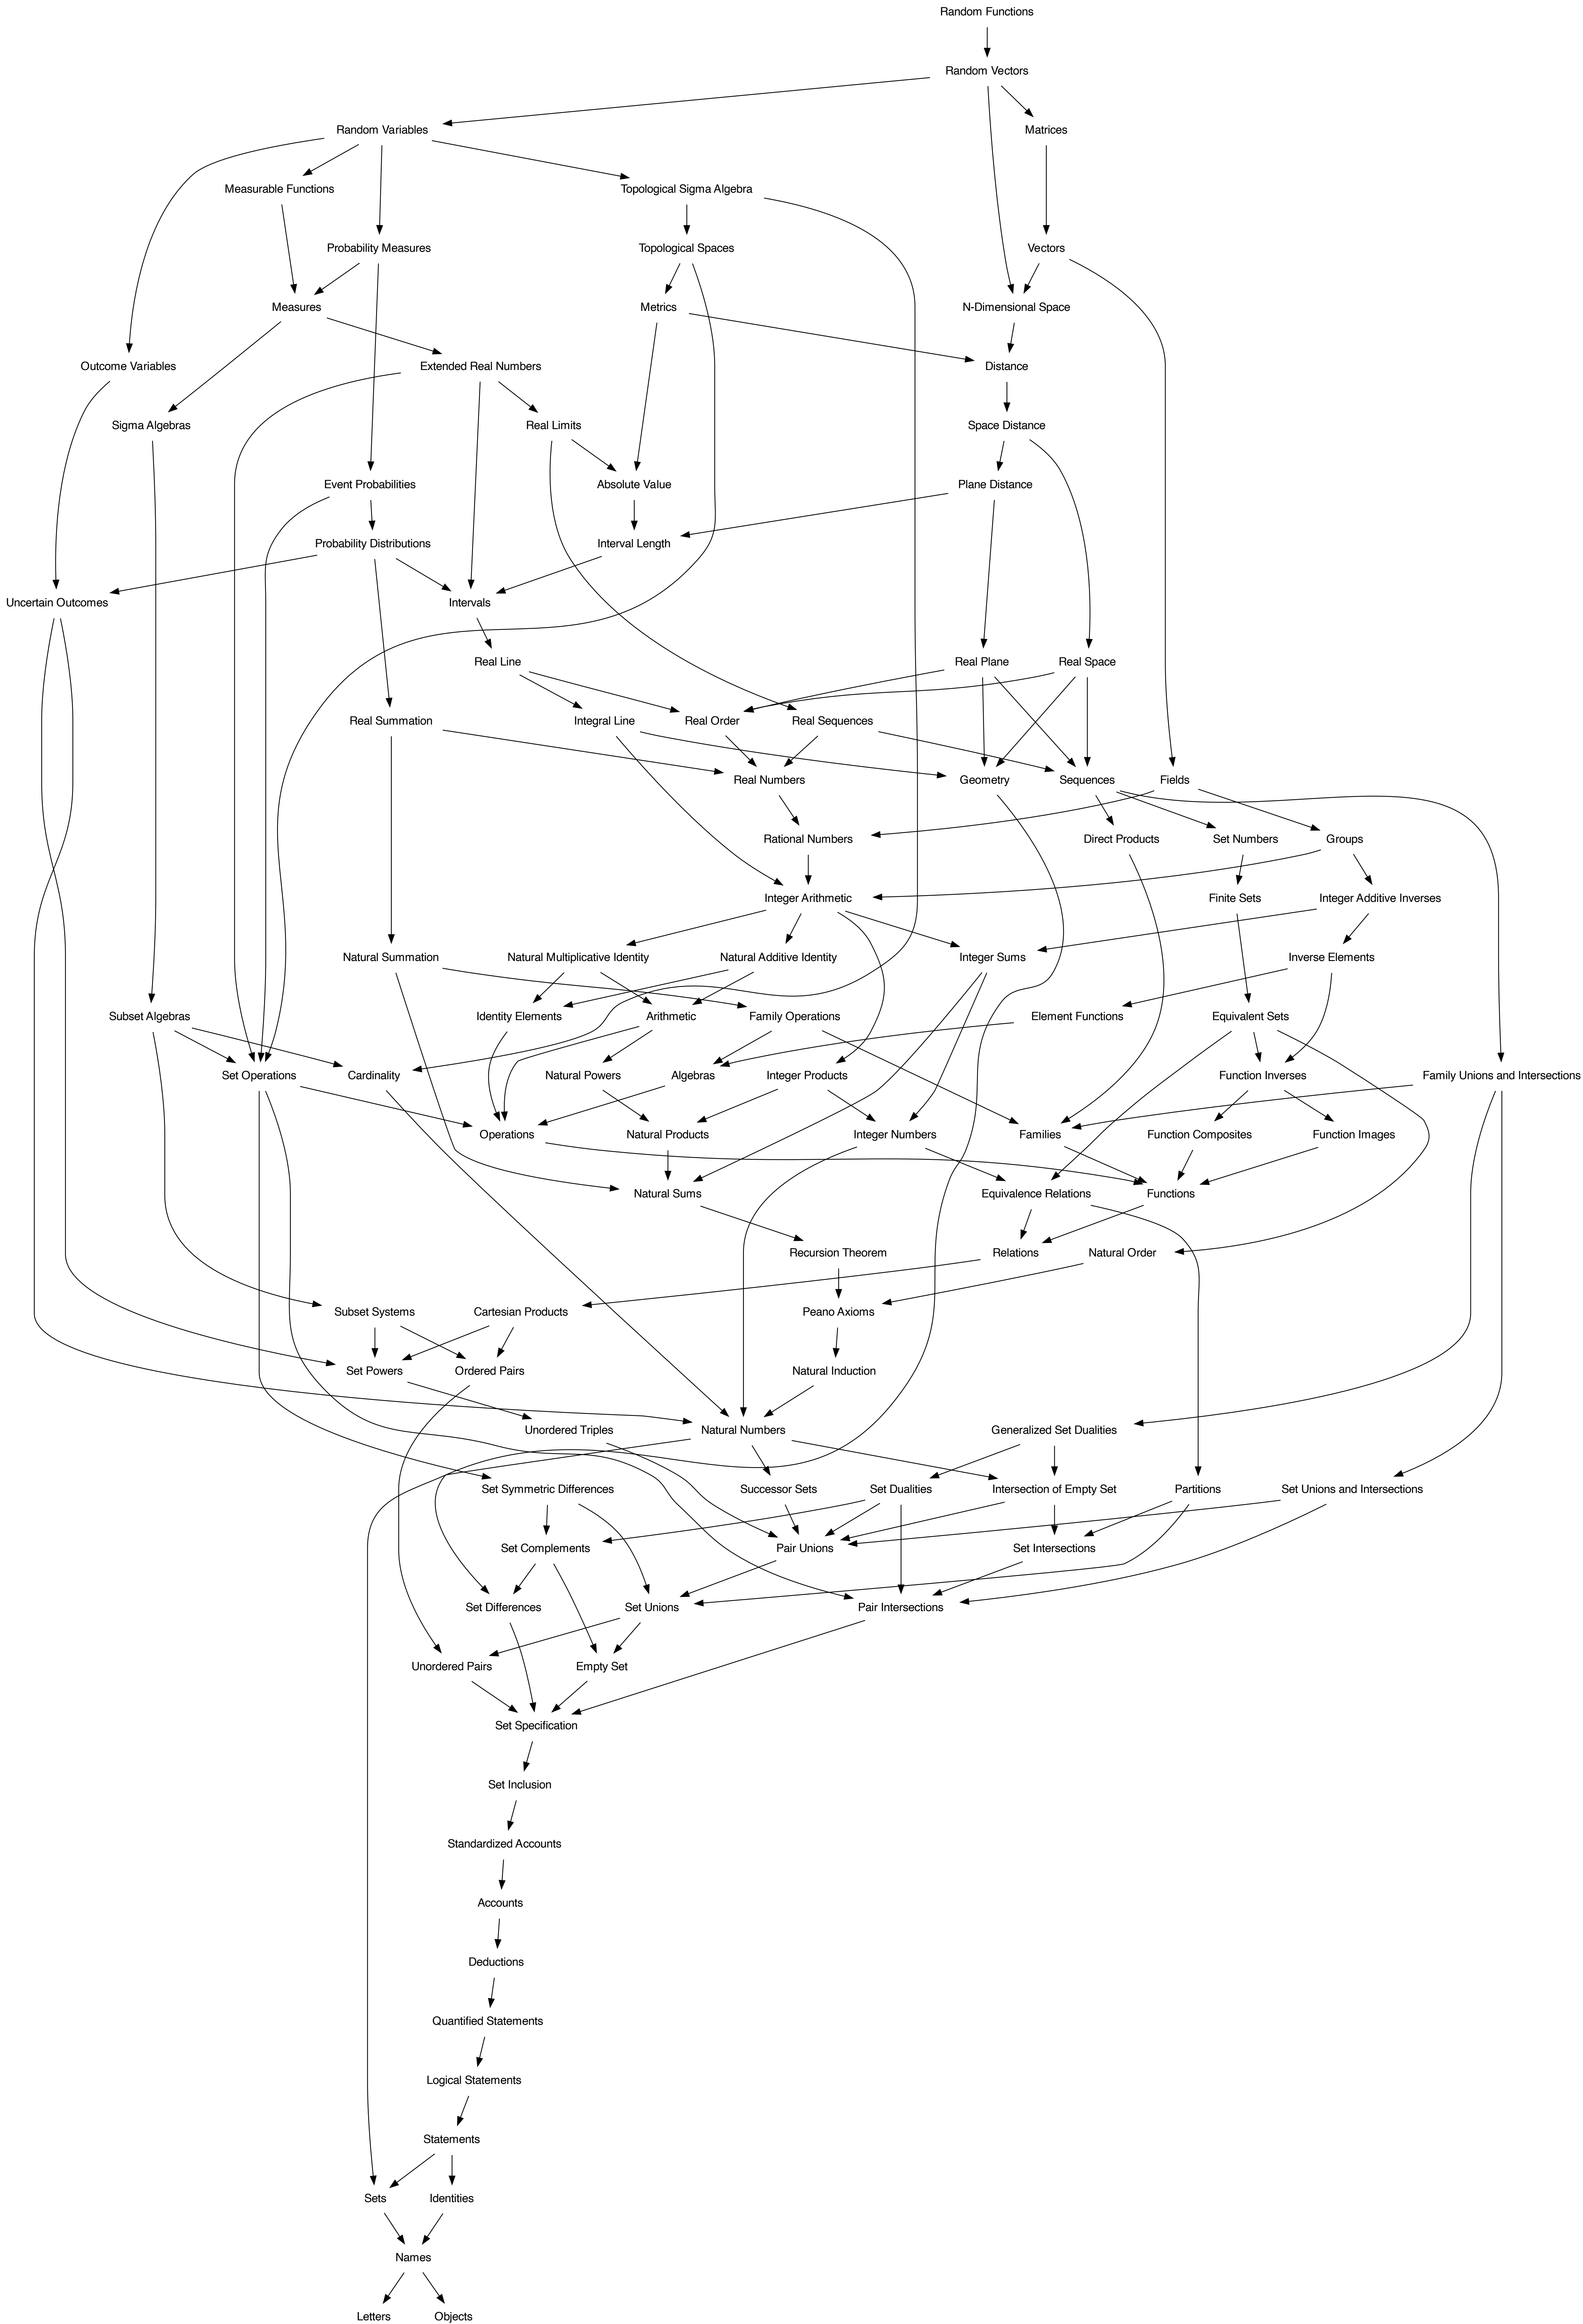 Random Functions
Random Vectors
Random Variables
Matrices
Measurable Functions
Topological Sigma Algebra
Probability Measures
Topological Spaces
Vectors
Measures
Metrics
N-Dimensional Space
Outcome Variables
Extended Real Numbers
Distance
Sigma Algebras
Real Limits
Space Distance
Event Probabilities
Absolute Value
Plane Distance
Probability Distributions
Interval Length
Uncertain Outcomes
Intervals
Real Line
Real Plane
Real Space
Real Summation
Integral Line
Real Order
Real Sequences
Real Numbers
Geometry
Sequences
Fields
Rational Numbers
Direct Products
Set Numbers
Groups
Integer Arithmetic
Finite Sets
Integer Additive Inverses
Natural Summation
Natural Multiplicative Identity
Natural Additive Identity
Integer Sums
Inverse Elements
Subset Algebras
Identity Elements
Arithmetic
Family Operations
Element Functions
Equivalent Sets
Set Operations
Cardinality
Natural Powers
Algebras
Integer Products
Function Inverses
Family Unions and Intersections
Operations
Natural Products
Integer Numbers
Families
Function Composites
Function Images
Natural Sums
Equivalence Relations
Functions
Recursion Theorem
Relations
Natural Order
Subset Systems
Cartesian Products
Peano Axioms
Set Powers
Ordered Pairs
Natural Induction
Unordered Triples
Natural Numbers
Generalized Set Dualities
Set Symmetric Differences
Successor Sets
Set Dualities
Intersection of Empty Set
Partitions
Set Unions and Intersections
Set Complements
Pair Unions
Set Intersections
Set Differences
Set Unions
Pair Intersections
Unordered Pairs
Empty Set
Set Specification
Set Inclusion
Standardized Accounts
Accounts
Deductions
Quantified Statements
Logical Statements
Statements
Sets
Identities
Names
Letters
Objects